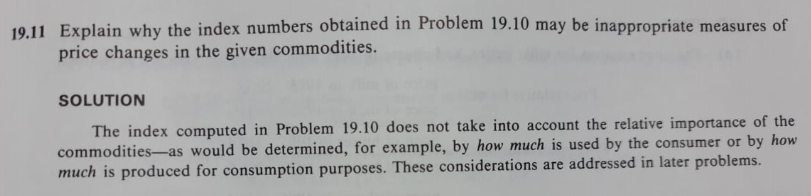 19.11 Explain why the index numbers obtained in Problem 19.10 may be inappropriate measures of
price changes in the given commodities.
SOLUTION
The index computed in Problem 19.10 does not take into account the relative importance of the
commodities—as would be determined, for example, by how much is used by the consumer or by how
much is produced for consumption purposes. These considerations are addressed in later problems.